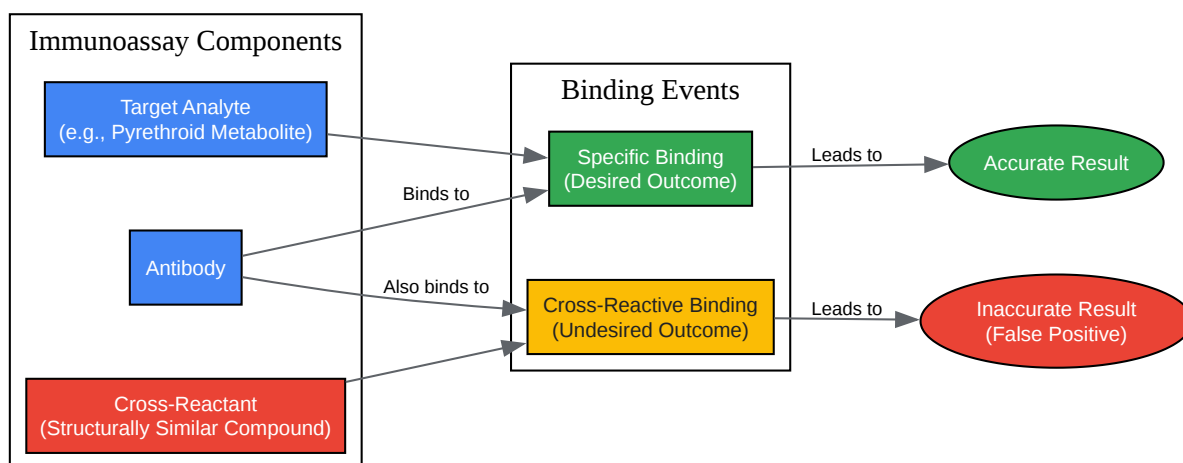 Immunoassay Components
Target Analyte
(e.g., Pyrethroid Metabolite)
Antibody
Cross-Reactant
(Structurally Similar Compound)
Binds to
Also binds to
Binding Events
Specific Binding
(Desired Outcome)
Cross-Reactive Binding
(Undesired Outcome)
Leads to
Accurate Result
Leads to
Inaccurate Result
(False Positive)